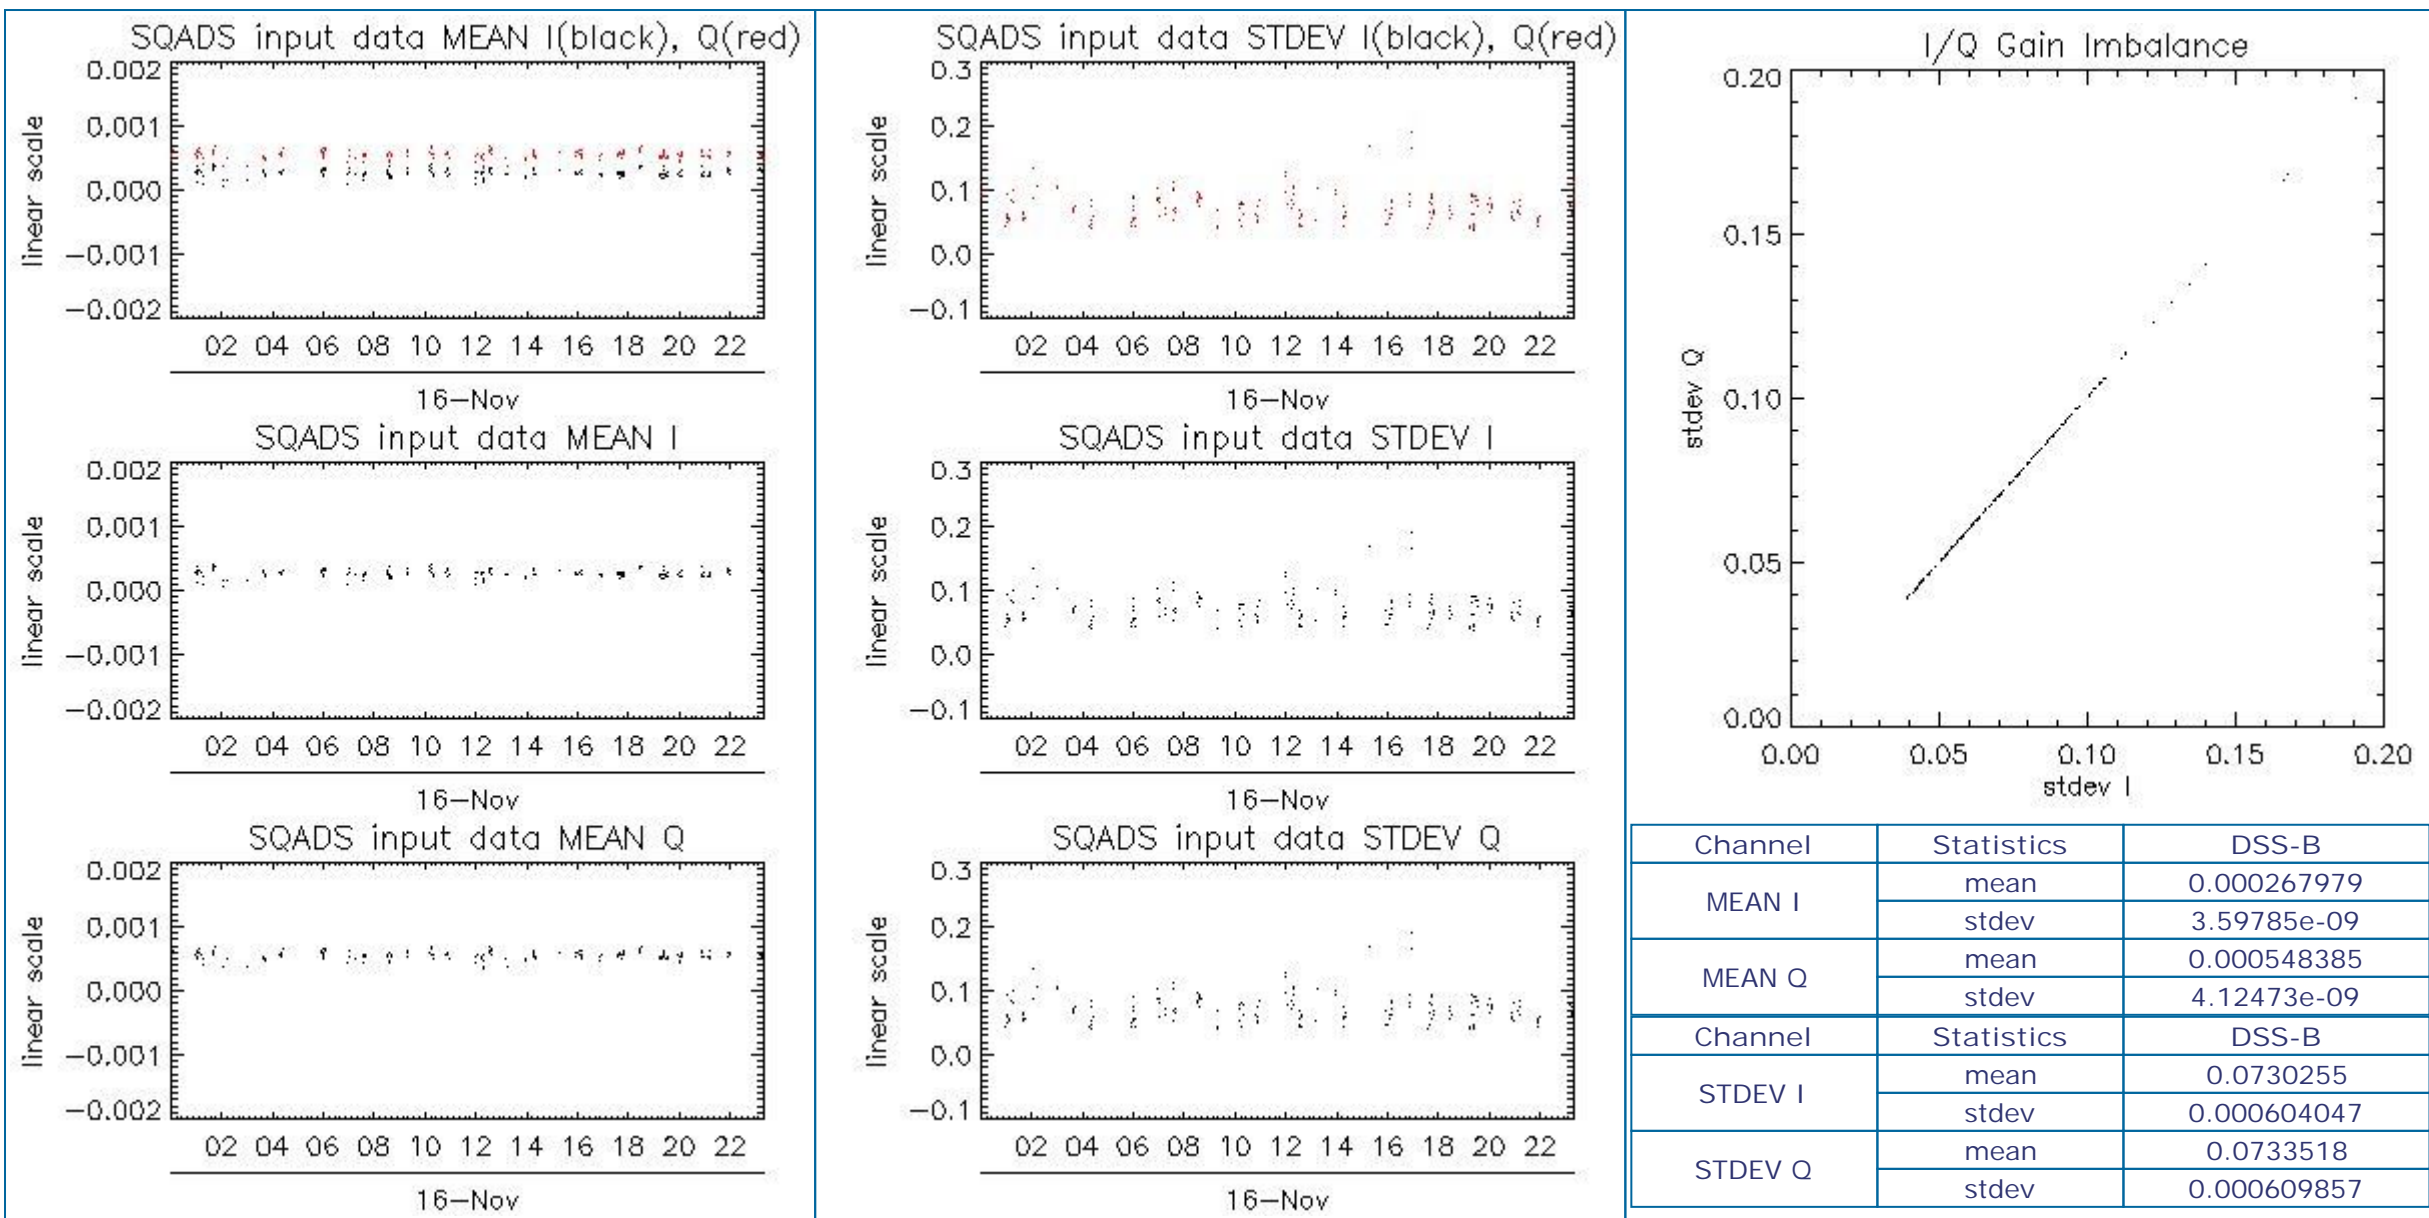 SQADS input data MEAN I(black), Q(red)
linear scale
0.002
0.001
0.000
−0.001
−0.002
02 04 06 08 10 12 14 16 18 20 22
16−Nov
SQADS input data MEAN I
linear scale
0.002
0.001
0.000
−0.001
−0.002
02 04 06 08 10 12 14 16 18 20 22
16−Nov
SQADS input data MEAN Q
linear scale
0.002
0.001
0.000
−0.001
−0.002
02 04 06 08 10 12 14 16 18 20 22
16−Nov
SQADS input data STDEV I(black), Q(red)
linear scale
0.3
0.2
0.1
0.0
−0.1
02 04 06 08 10 12 14 16 18 20 22
16−Nov
SQADS input data STDEV I
linear scale
0.3
0.2
0.1
0.0
−0.1
02 04 06 08 10 12 14 16 18 20 22
16−Nov
SQADS input data STDEV Q
linear scale
0.3
0.2
0.1
0.0
−0.1
02 04 06 08 10 12 14 16 18 20 22
16−Nov
I/Q Gain Imbalance
stdev Q
0.20
0.15
0.10
0.05
0.00
0.00 0.05 0.10 0.15 0.20
stdev I
Channel Statistics DSS-B
MEAN I mean 0.000267979
stdev 3.59785e-09
MEAN Q mean 0.000548385
stdev 4.12473e-09
Channel Statistics DSS-B
STDEV I mean 0.0730255
stdev 0.000604047
STDEV Q mean 0.0733518
stdev 0.000609857